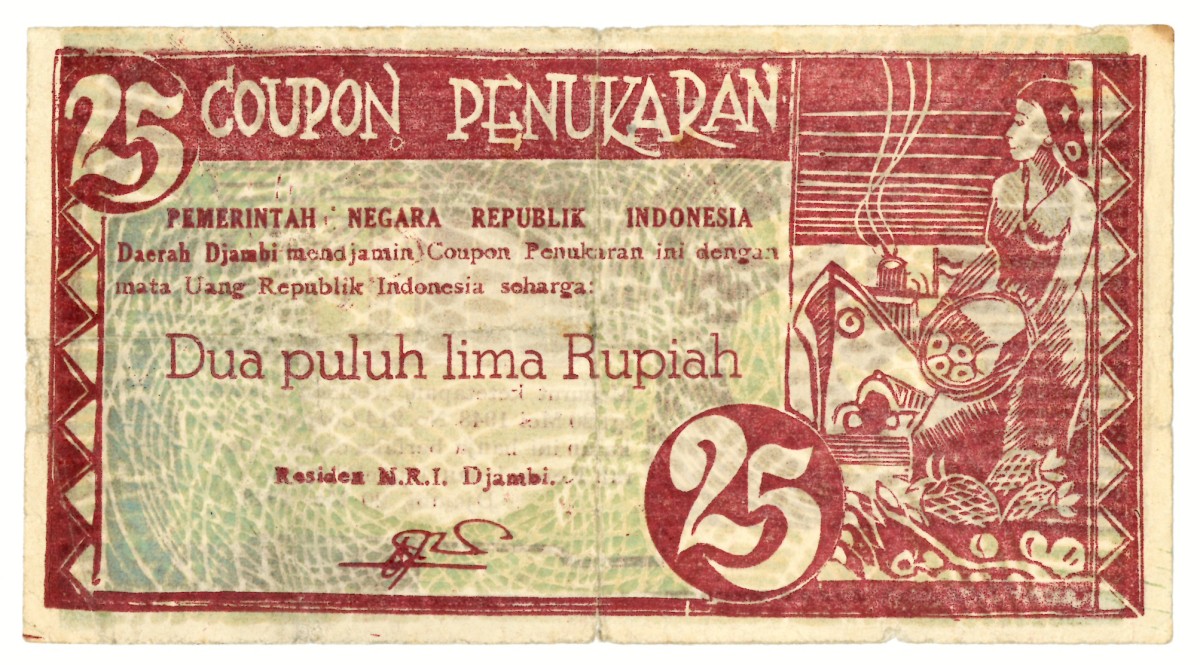 25
COUPON PENUKARAN
PEMERINTAH NEGARA REPUBLIK INDONESIA
Daerah Djambi mendjamin Coupon Penukaran ini dengan
mata Uang Republik Indonesia seharga:
Dua puluh lima Rupiah
Residen N.R.I. Djambi.
25